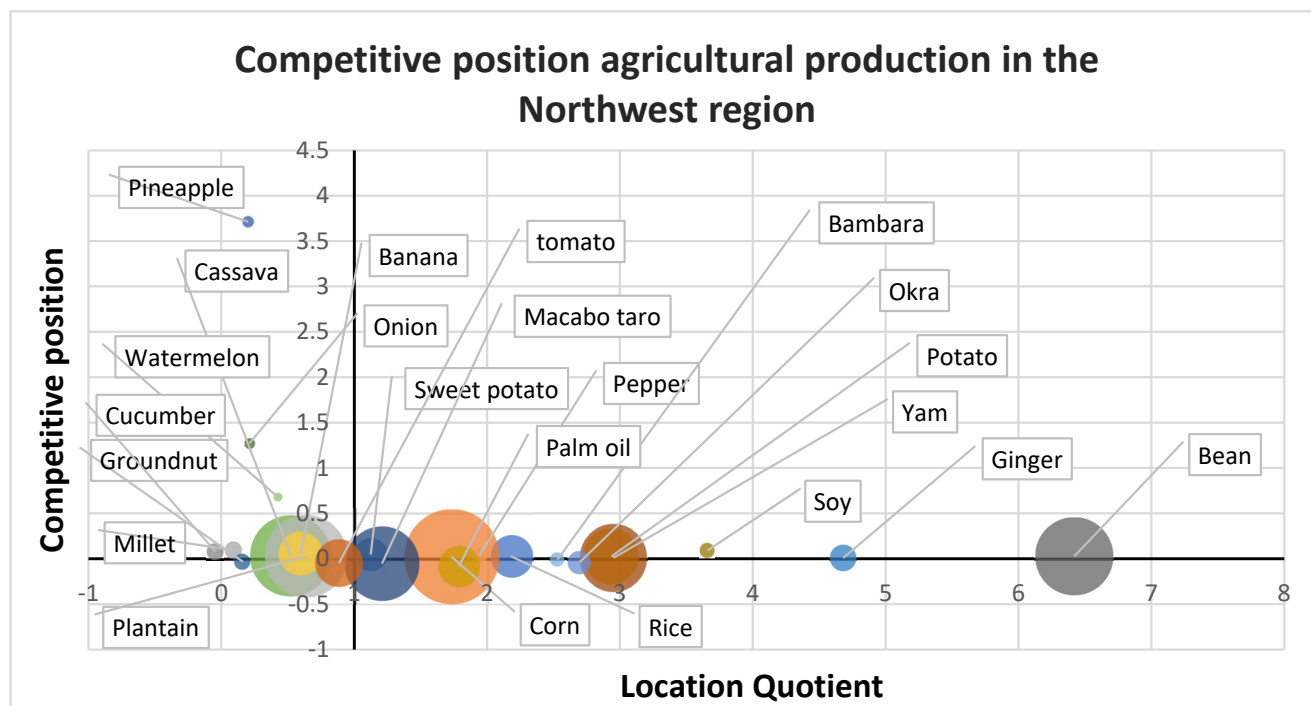 Competitive position agricultural production in the
Northwest region
Competitive position
4.5
4
3.5
3
2.5
2
1.5
1
0.5
0
-0.5
-1
-1
0
1
2
3
4
5
6
7
8
Pineapple
Cassava
Banana
tomato
Bambara
Okra
Onion
Macabo taro
Watermelon
Potato
Sweet potato
Pepper
Cucumber
Yam
Groundnut
Palm oil
Ginger
Bean
Soy
Millet
Plantain
Corn
Rice
Location Quotient